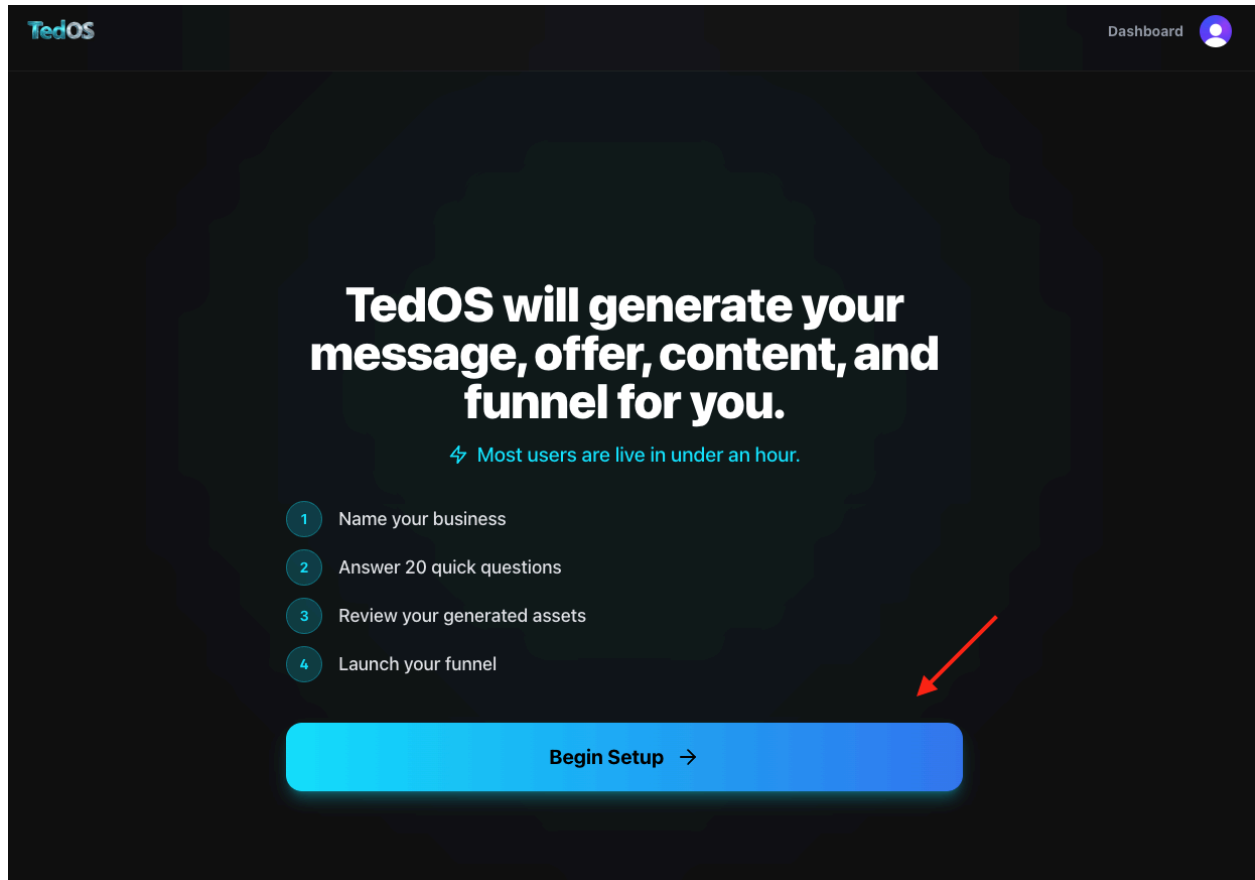 TedOS
Dashboard
TedOS will generate your
message, offer, content, and
funnel for you.
Most users are live in under an hour.
1 Name your business
2 Answer 20 quick questions
3 Review your generated assets
4 Launch your funnel
Begin Setup →